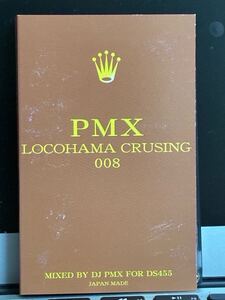 PMX
LOCOHAMA CRUSING
008
MIXED BY DJ PMX FOR DS455
JAPAN MADE